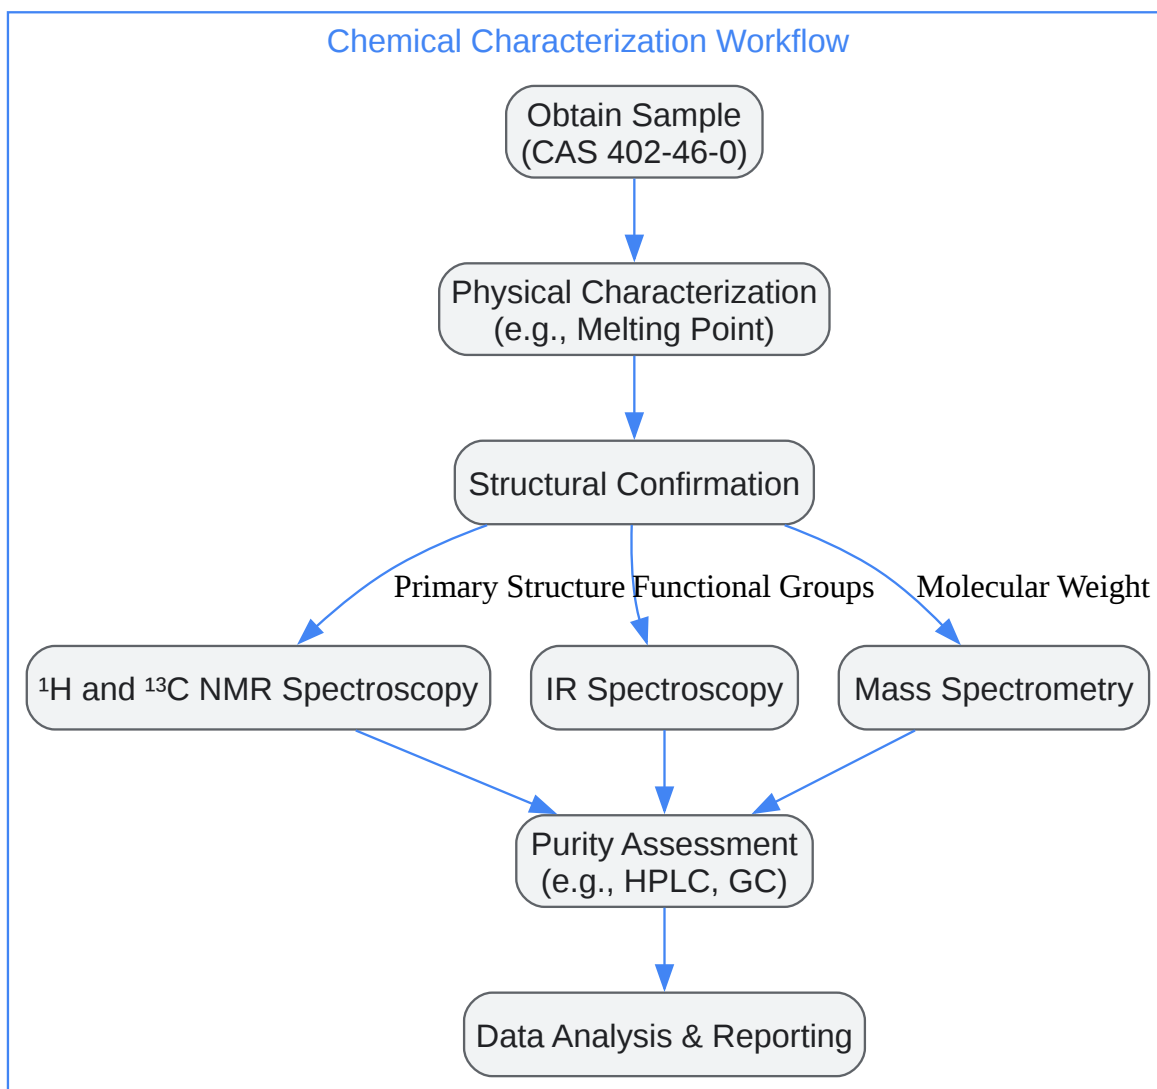 Chemical Characterization Workflow
Obtain Sample
(CAS 402-46-0)
Physical Characterization
(e.g., Melting Point)
Structural Confirmation
Primary Structure
Functional Groups
Molecular Weight
¹H and ¹³C NMR Spectroscopy
IR Spectroscopy
Mass Spectrometry
Purity Assessment
(e.g., HPLC, GC)
Data Analysis & Reporting